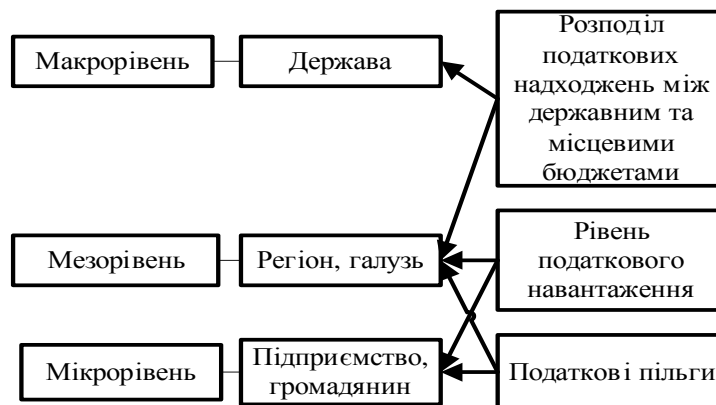 Макрорівень
Держава
Розподіл
податкових
надходжень між
державним та
місцевими
бюджетами
Мезорівень
Регіон, галузь
Рівень
податкового
навантаження
Мікрорівень
Підприємство,
громадянин
Податкові пільги